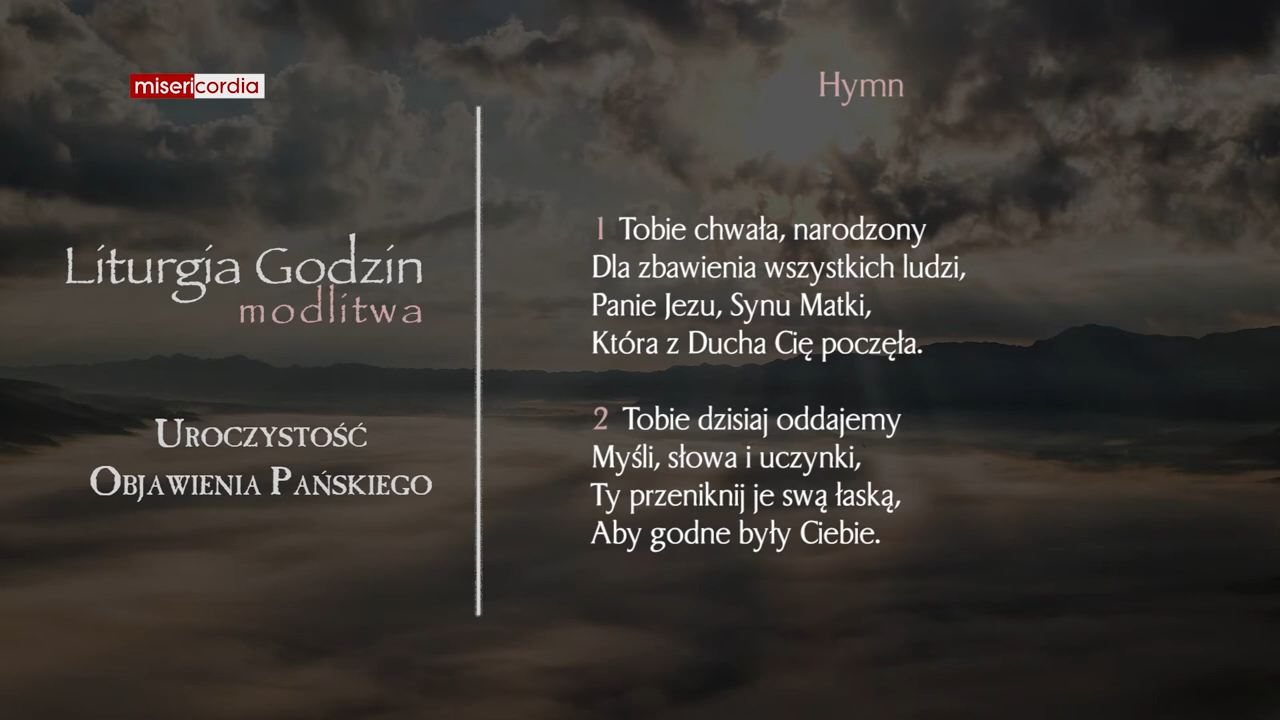 misericordia
Liturgia Godzin
modlitwa
Uroczystość
Objawienia Pańskiego
Hymn
1 Tobie chwała, narodzony
Dla zbawienia wszystkich ludzi,
Panie Jezu, Synu Matki,
Która z Ducha Cię poczęła.
2 Tobie dzisiaj oddajemy
Myśli, słowa i uczynki,
Ty przeniknij je swą łaską,
Aby godne były Ciebie.